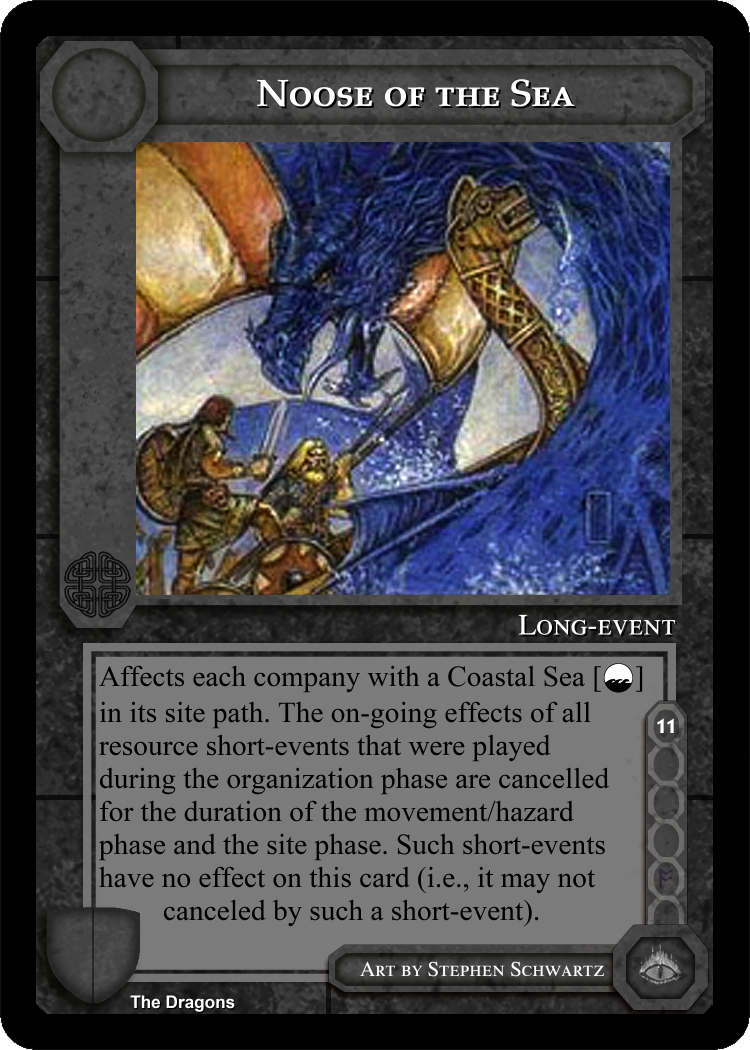 Noose of the Sea
Long-event
Affects each company with a Coastal Sea [ ]
in its site path. The on-going effects of all
resource short-events that were played
during the organization phase are cancelled
for the duration of the movement/hazard
phase and the site phase. Such short-events
have no effect on this card (i.e., it may not
canceled by such a short-event).
11
Art by Stephen Schwartz
The Dragons